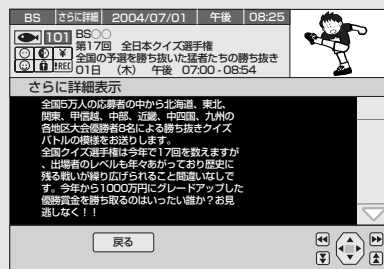 BS さらに詳細 2004/07/01 午後 08:25
101 BS○○
第17回 全日本クイズ選手権
¥ 全国の予選を勝ち抜いた猛者たちの勝ち抜き
!REC 01日 (木) 午後 07:00 - 08:54
さらに詳細表示
全国5万人の応募者の中から北海道、東北、
関東、甲信越、中部、近畿、中四国、九州の
各地区大会優勝者8名による勝ち抜きクイズ
バトルの模様をお送りします。
全国クイズ選手権は今年で17回を数えますが
、出場者のレベルも年々あがっており歴史に
残る戦いが繰り広げられること間違いなしで
す。今年から1000万円にグレードアップした
優勝賞金を勝ち取るのはいったい誰か?お見
逃しなく!!
戻る